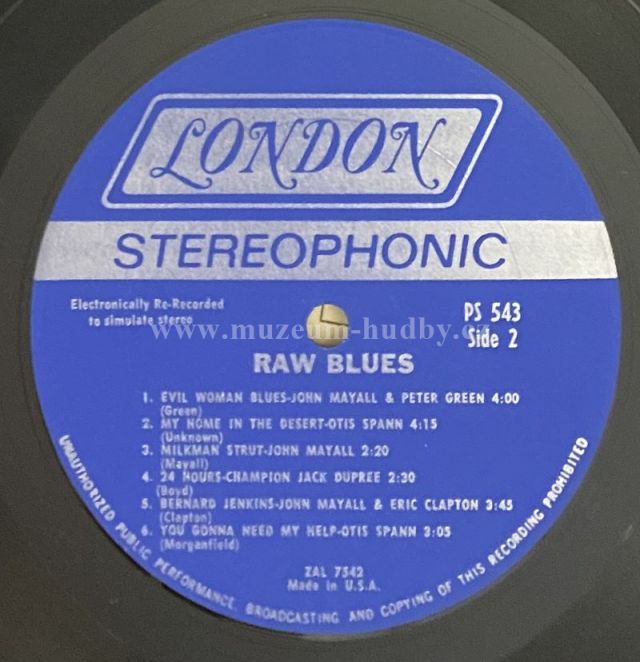 LONDON
STEREOPHONIC
Electronically Re-Recorded
to simulate stereo
PS 543
Side 2
www.muzeum-hudby.cz
RAW BLUES
1. EVIL WOMAN BLUES-JOHN MAYALL & PETER GREEN 4:00
(Green)
2. MY HOME IN THE DESERT-OTIS SPANN 4:15
(Unknown)
3. MILKMAN STRUT-JOHN MAYALL 2:20
(Mayall)
4. 24 HOURS-CHAMPION JACK DUPREE 2:30
(Boyd)
5. BERNARD JENKINS-JOHN MAYALL & ERIC CLAPTON 3:45
(Clapton)
6. YOU GONNA NEED MY HELP-OTIS SPANN 3:05
(Morganfield)
ZAL 7542
Made in U.S.A.
UNAUTHORIZED PUBLIC PERFORMANCE, BROADCASTING AND COPYING OF THIS RECORDING PROHIBITED